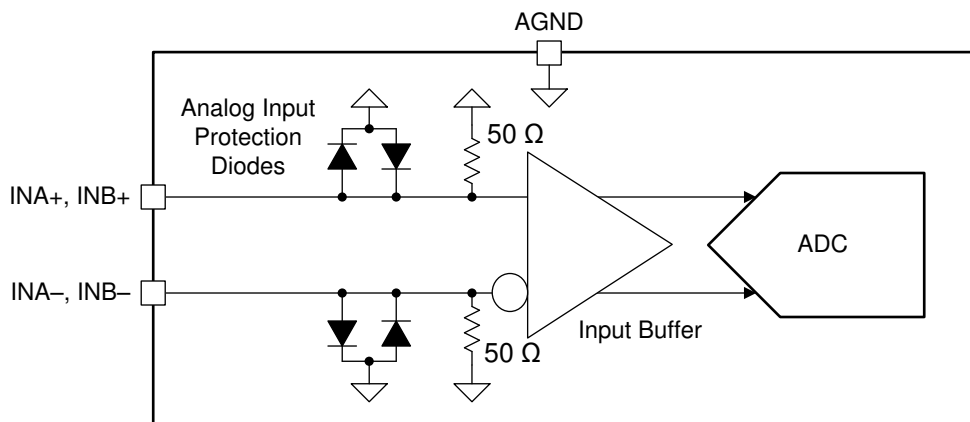 AGND
Analog Input
Protection
Diodes
50 Ω
INA+, INB+
ADC
INA–, INB–
Input Buffer
50 Ω